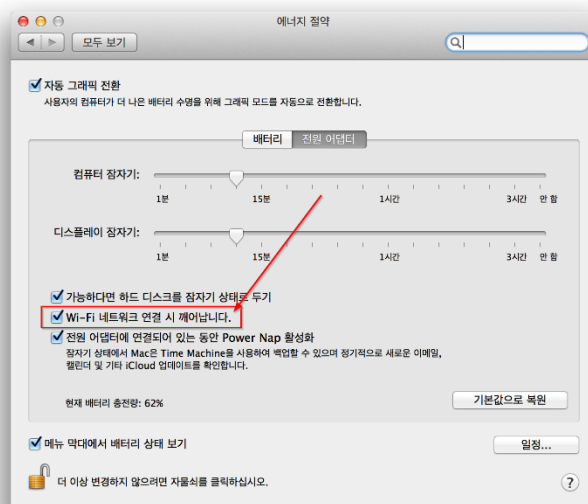 에너지 절약
모두 보기
자동 그래픽 전환
사용자의 컴퓨터가 더 나은 배터리 수명을 위해 그래픽 모드를 자동으로 전환합니다.
배터리 전원 어댑터
컴퓨터 잠자기:
1분 15분 1시간 3시간 안 함
디스플레이 잠자기:
1분 15분 1시간 3시간 안 함
가능하다면 하드 디스크를 잠자기 상태로 두기
Wi-Fi 네트워크 연결 시 깨어납니다.
전원 어댑터에 연결되어 있는 동안 Power Nap 활성화
잠자기 상태에서 Mac은 Time Machine을 사용하여 백업할 수 있으며 정기적으로 새로운 이메일,
캘린더 및 기타 iCloud 업데이트를 확인합니다.
현재 배터리 충전량: 62%
기본값으로 복원
메뉴 막대에서 배터리 상태 보기
일정...
더 이상 변경하지 않으려면 자물쇠를 클릭하십시오.
?